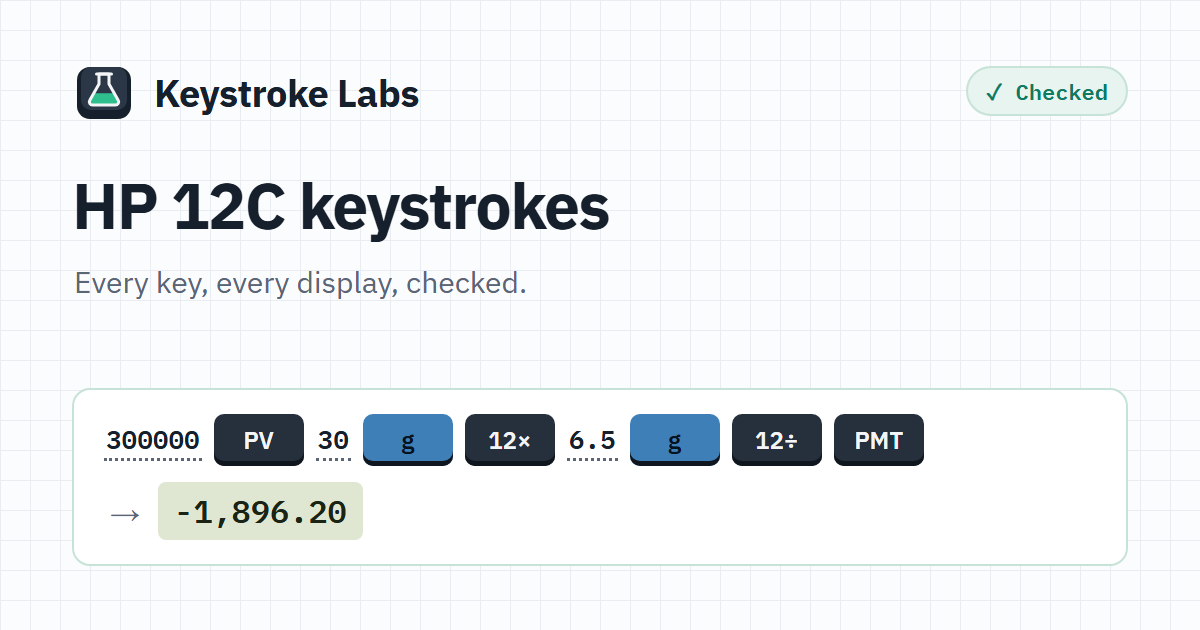 Keystroke Labs
✓ Checked
HP 12C keystrokes
Every key, every display, checked.
300000 PV 30 g 12× 6.5 g 12÷ PMT
→ -1,896.20